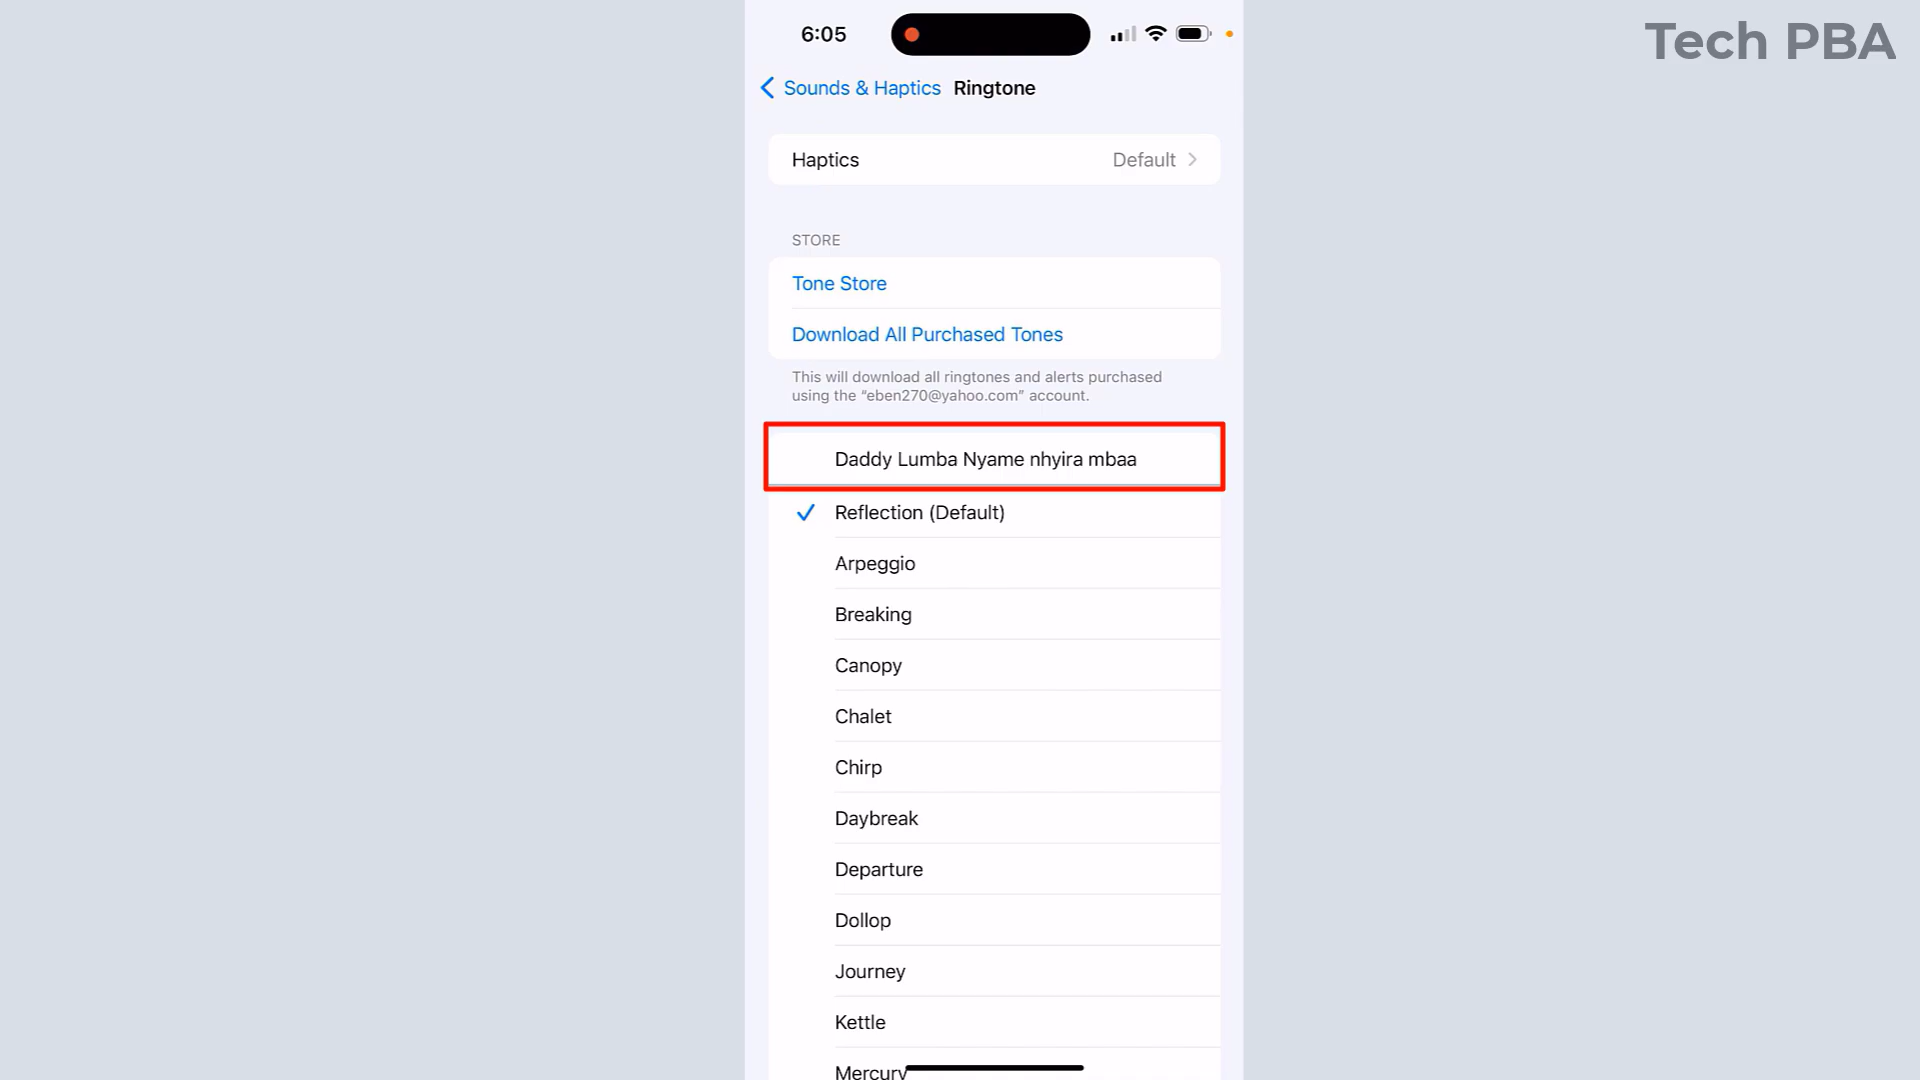 Tech PBA
6:05
Sounds & Haptics Ringtone
Haptics Default
STORE
Tone Store
Download All Purchased Tones
This will download all ringtones and alerts purchased
using the “eben270@yahoo.com” account.
Daddy Lumba Nyame nhyira mbaa
Reflection (Default)
Arpeggio
Breaking
Canopy
Chalet
Chirp
Daybreak
Departure
Dollop
Journey
Kettle
Mercury